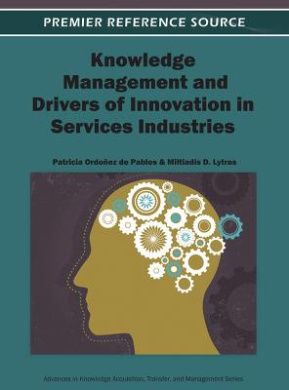 PREMIER REFERENCE SOURCE
Knowledge
Management and
Drivers of Innovation in
Services Industries
Patricia Ordoñez de Pablos & Miltiadis D. Lytras
Advances in Knowledge Acquisition, Transfer, and Management Series